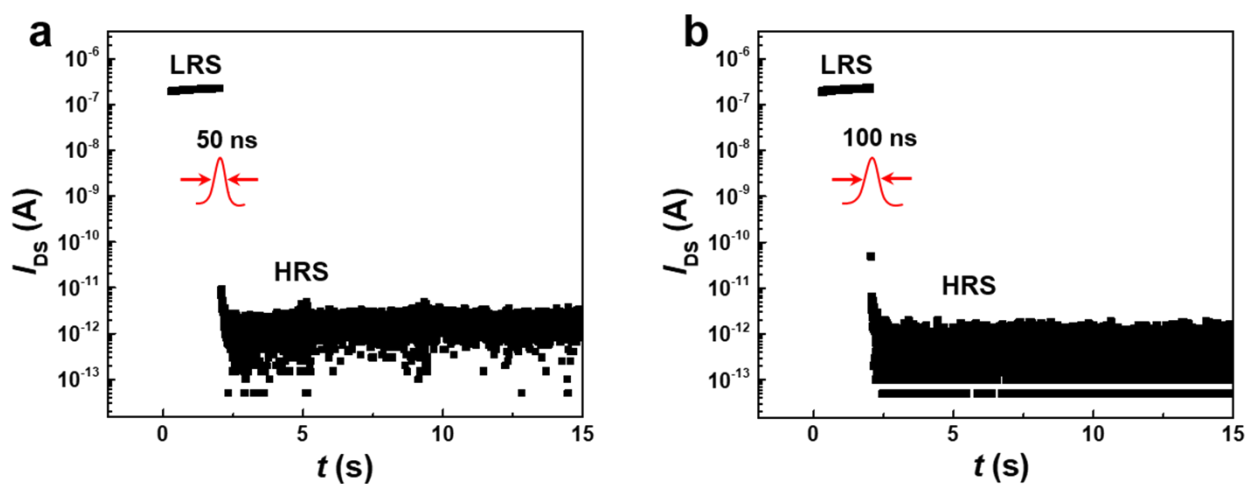 a
10⁻⁶
10⁻⁷
10⁻⁸
10⁻⁹
10⁻¹⁰
10⁻¹¹
10⁻¹²
10⁻¹³
I_DS (A)
LRS
50 ns
HRS
0 5 10 15
t (s)
b
10⁻⁶
10⁻⁷
10⁻⁸
10⁻⁹
10⁻¹⁰
10⁻¹¹
10⁻¹²
10⁻¹³
I_DS (A)
LRS
100 ns
HRS
0 5 10 15
t (s)